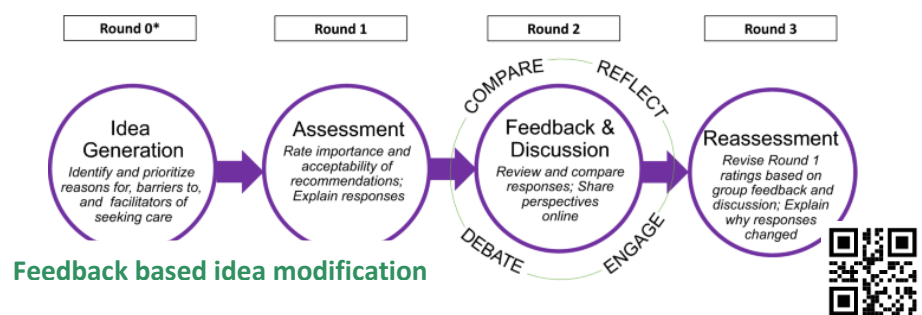 Round 0*
Round 1
Round 2
Round 3
Idea
Generation
Identify and prioritize
reasons for, barriers to,
and facilitators of
seeking care
Assessment
Rate importance and
acceptability of
recommendations;
Explain responses
COMPARE
REFLECT
Feedback &
Discussion
Review and compare
responses; Share
perspectives
online
DEBATE
ENGAGE
Reassessment
Revise Round 1
ratings based on
group feedback and
discussion; Explain
why responses
changed
Feedback based idea modification